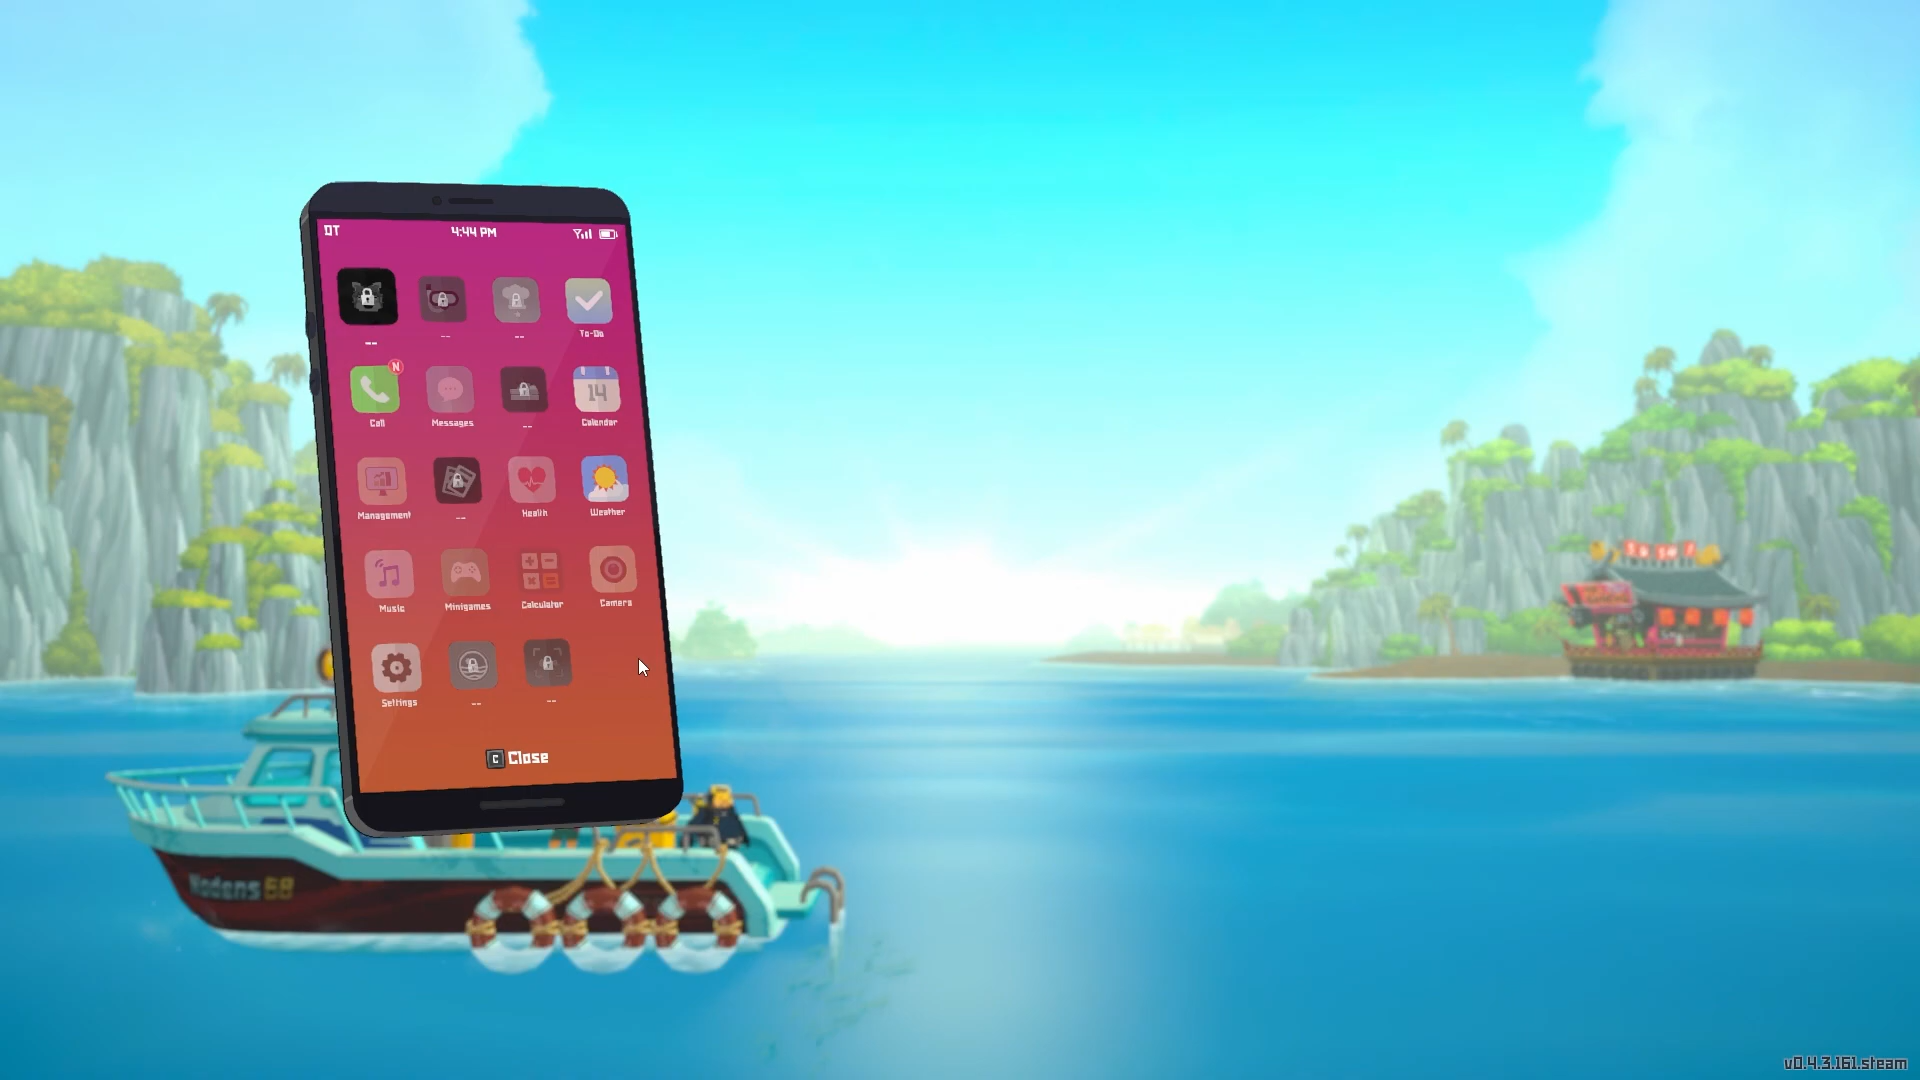 DT
4:44 PM
--
--
--
To-Do
N
Call
Messages
--
14
Calendar
Management
--
Health
Weather
Music
Minigames
Calculator
Camera
Settings
--
--
C Close
68
v0.4.3.161.steam